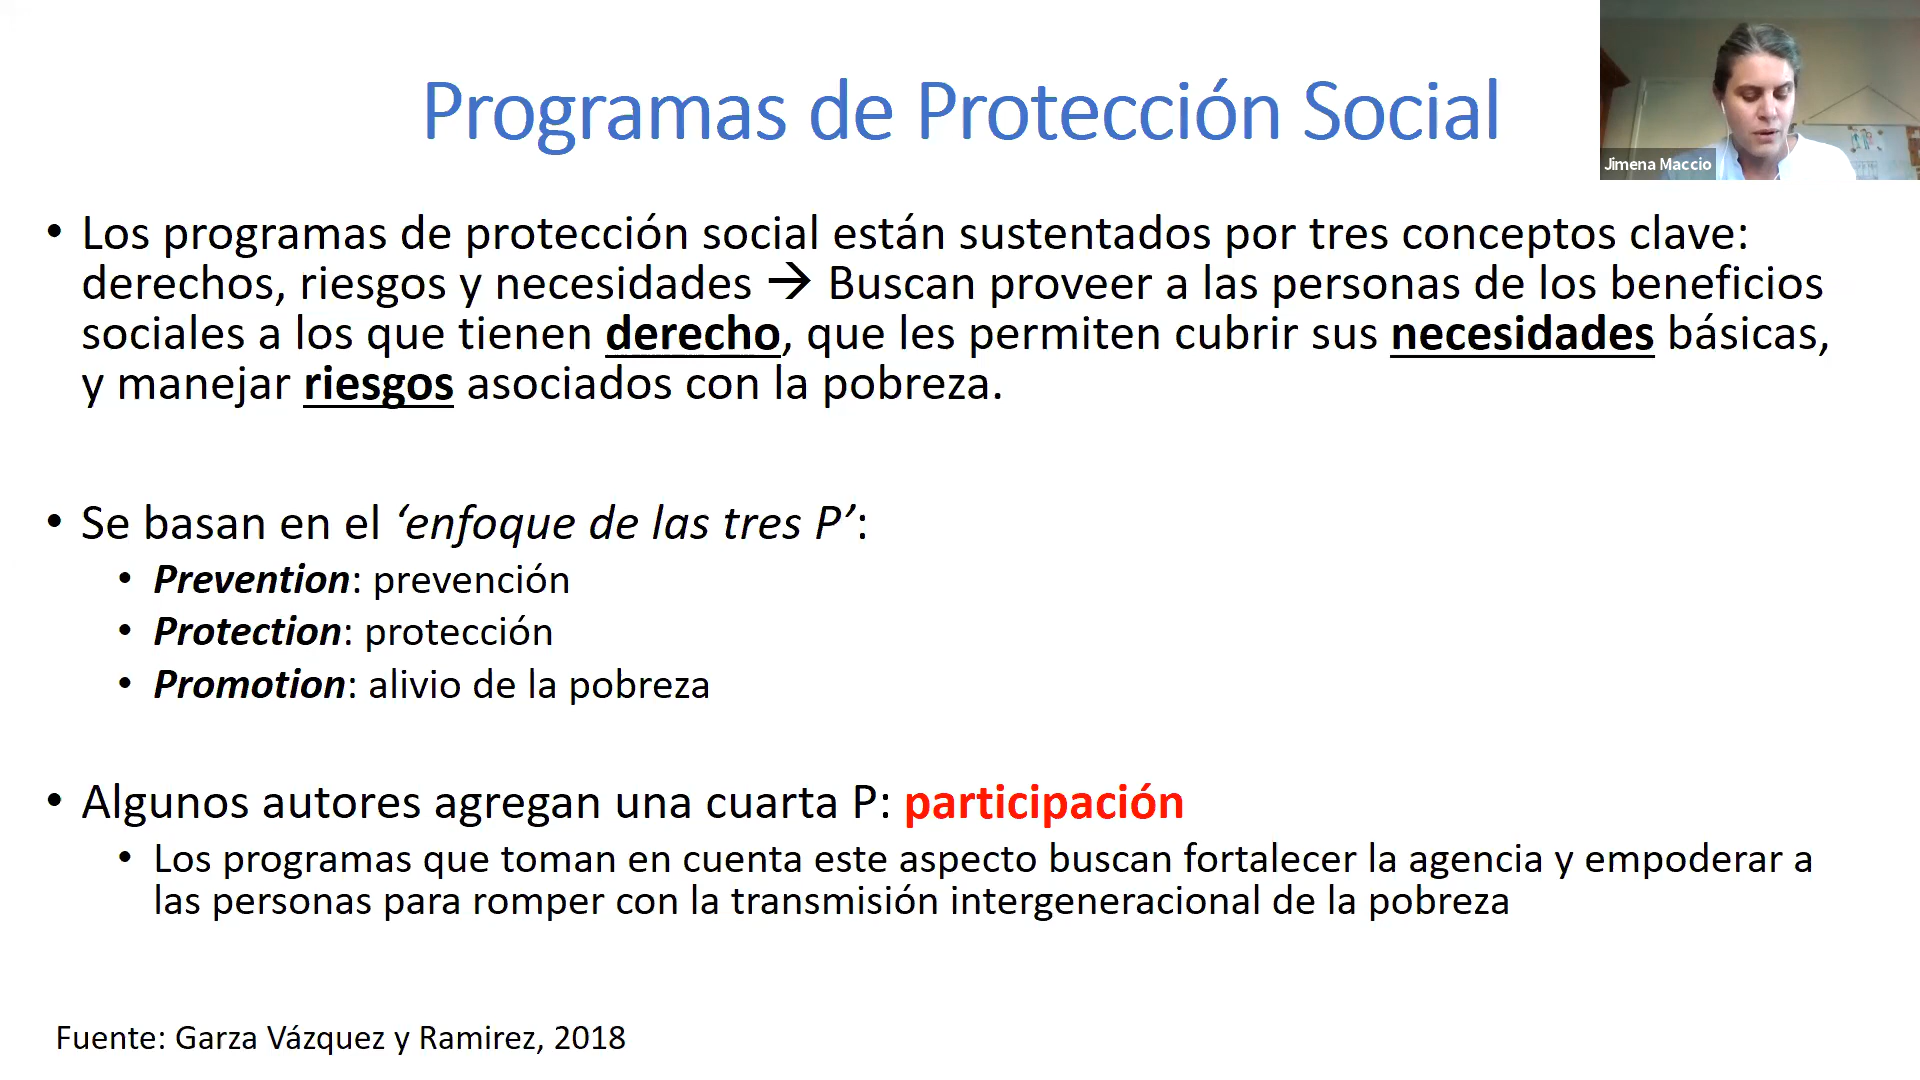 Programas de Protección Social
Jimena Maccio
• Los programas de protección social están sustentados por tres conceptos clave:
derechos, riesgos y necesidades → Buscan proveer a las personas de los beneficios
sociales a los que tienen derecho, que les permiten cubrir sus necesidades básicas,
y manejar riesgos asociados con la pobreza.
• Se basan en el ‘enfoque de las tres P’:
• Prevention: prevención
• Protection: protección
• Promotion: alivio de la pobreza
• Algunos autores agregan una cuarta P: participación
• Los programas que toman en cuenta este aspecto buscan fortalecer la agencia y empoderar a
las personas para romper con la transmisión intergeneracional de la pobreza
Fuente: Garza Vázquez y Ramirez, 2018